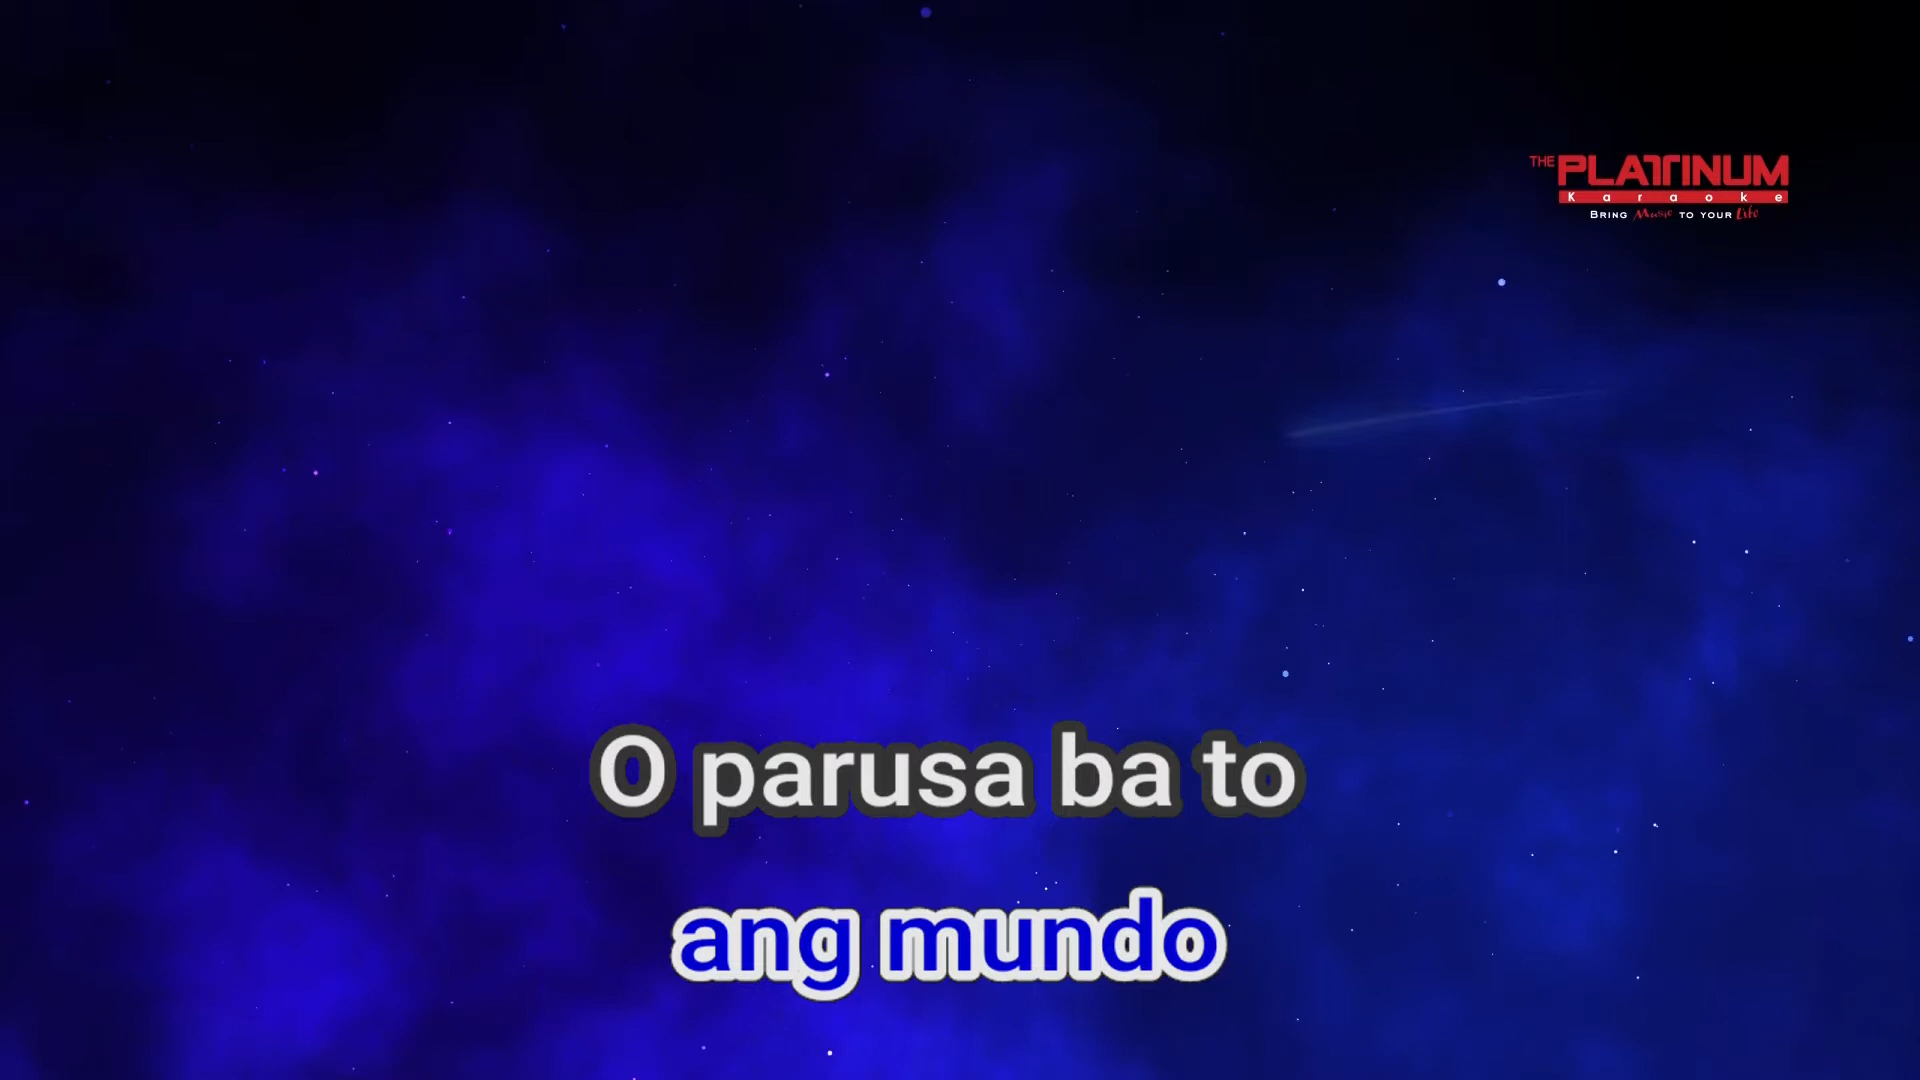 THE PLATINUM
Karaoke
BRING Music TO YOUR Life
O parusa ba to
ang mundo